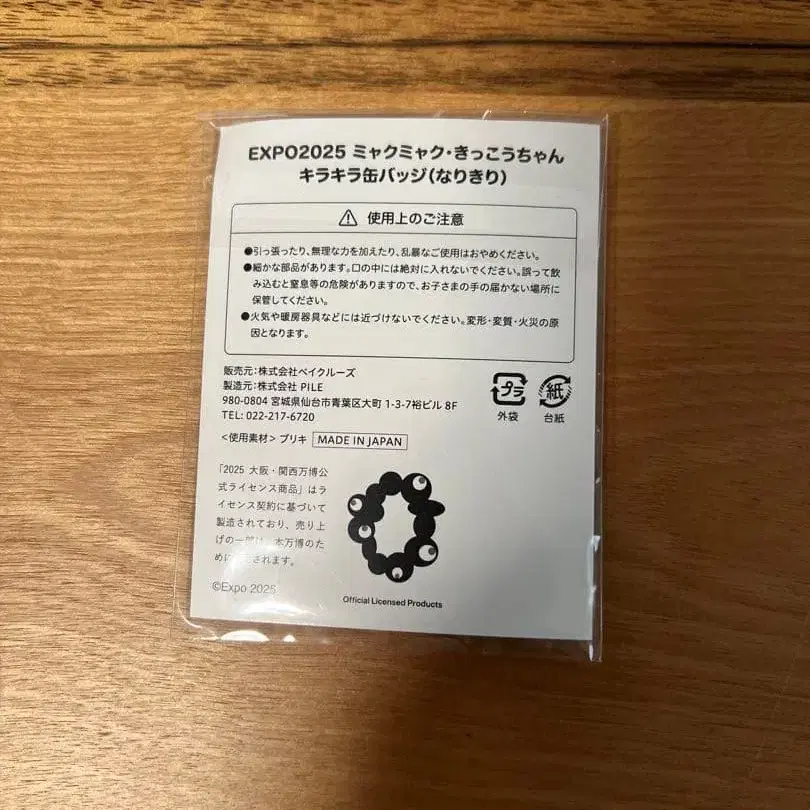 EXPO2025 ミャクミャク・きっこうちゃん
キラキラ缶バッジ(なりきり)
使用上のご注意
●引っ張ったり、無理な力を加えたり、乱暴なご使用はおやめください。
●細かな部品があります。口の中には絶対に入れないでください。誤って飲
み込むと窒息等の危険がありますので、お子さまの手の届かない場所に
保管してください。
●火気や暖房器具などには近づけないでください。変形・変質・火災の原
因となります。
販売元:株式会社ベイクルーズ
製造元:株式会社 PILE
980-0804 宮城県仙台市青葉区大町 1-3-7裕ビル 8F
TEL: 022-217-6720
プラ
外袋
紙
台紙
<使用素材> ブリキ MADE IN JAPAN
「2025 大阪・関西万博公
式ライセンス商品」はラ
イセンス契約に基づいて
製造されており、売り上
げの一部は、本万博のた
めに されます。
©Expo 2025
Official Licensed Products